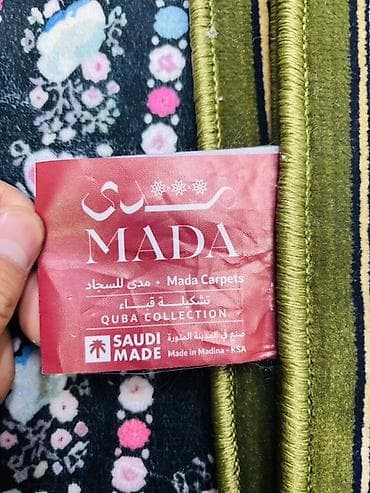 مدى
MADA
مدى للسجاد • Mada Carpets
تشكيلة قباء
QUBA COLLECTION
SAUDI صنع في المدينة المنورة
MADE Made in Madina - KSA